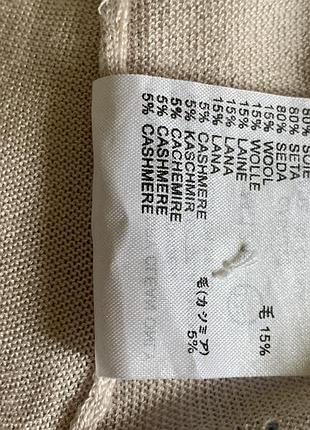 80% SOIE
80% SETA
80% SEDA
15% WOOL
15% WOLLE
15% LAINE
15% LANA
15% LANA
5% CASHMERE
5% KASCHMIR
5% CACHEMIRE
5% CASHMERE
5% CASHMERE
毛 15%
毛(カシミア)
5%